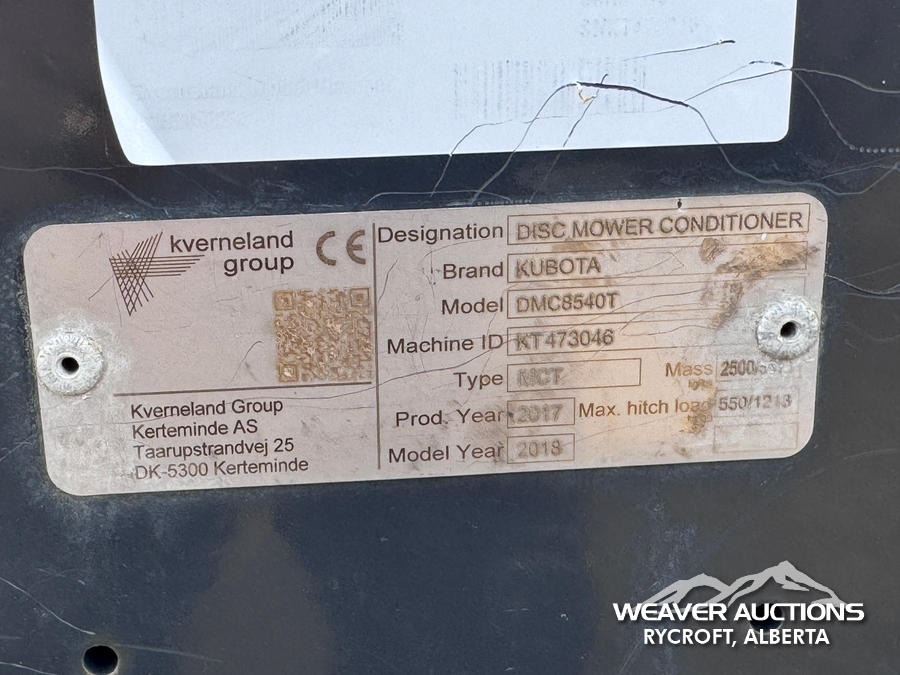 kverneland
group
CE
Kverneland Group
Kerteminde AS
Taarupstrandvej 25
DK-5300 Kerteminde
Designation DISC MOWER CONDITIONER
Brand KUBOTA
Model DMC8540T
Machine ID KT473046
Type MCT Mass
Prod. Year 2017 Max. hitch load 550/1213
Model Year 2018
WEAVER AUCTIONS
RYCROFT, ALBERTA